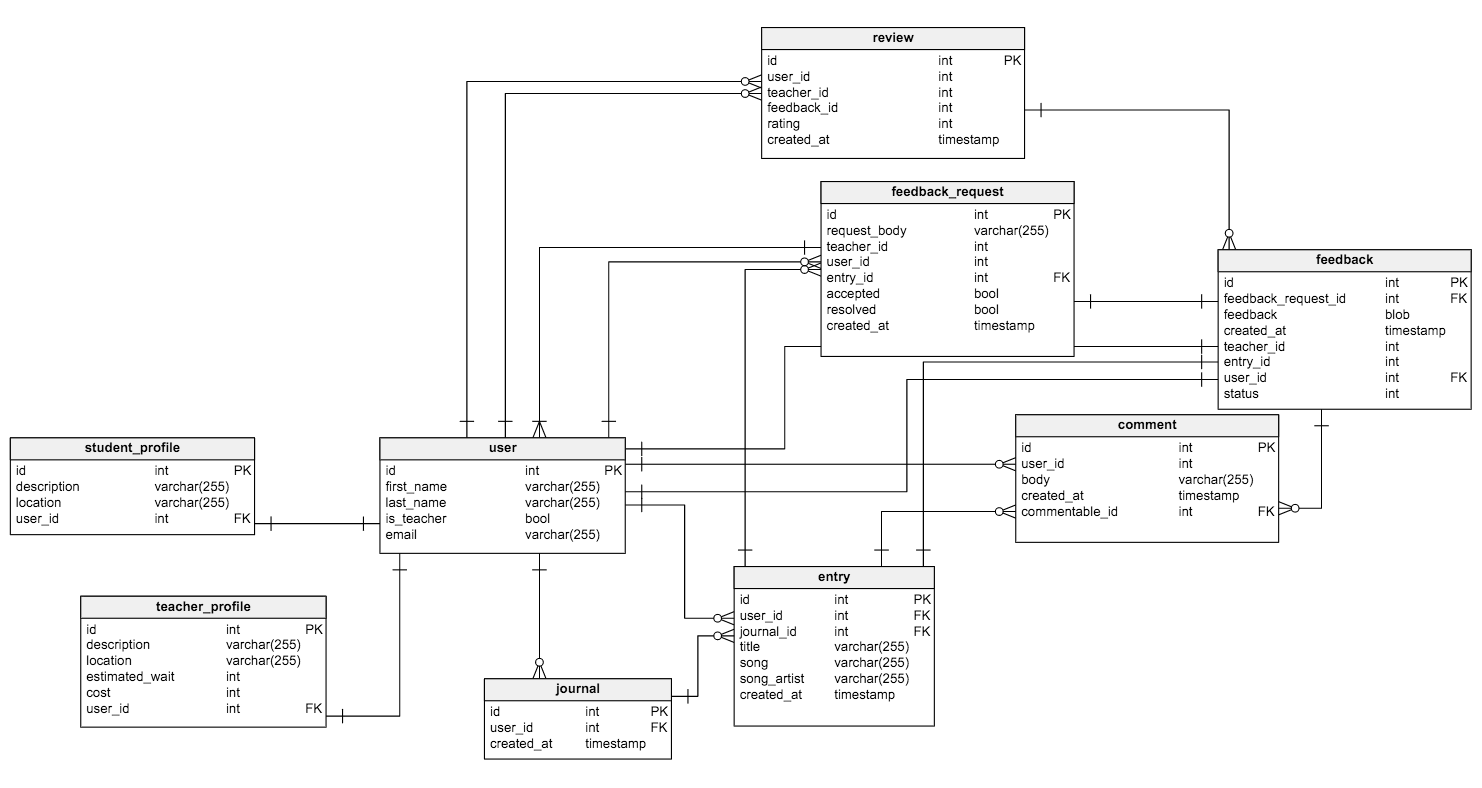 review
id int PK
user_id int
teacher_id int
feedback_id int
rating int
created_at timestamp
feedback_request
id int PK
request_body varchar(255)
teacher_id int
user_id int
entry_id int FK
accepted bool
resolved bool
created_at timestamp
feedback
id int PK
feedback_request_id int FK
feedback blob
created_at timestamp
teacher_id int
entry_id int
user_id int FK
status int
student_profile
id int PK
description varchar(255)
location varchar(255)
user_id int FK
user
id int PK
first_name varchar(255)
last_name varchar(255)
is_teacher bool
email varchar(255)
comment
id int PK
user_id int
body varchar(255)
created_at timestamp
commentable_id int FK
teacher_profile
id int PK
description varchar(255)
location varchar(255)
estimated_wait int
cost int
user_id int FK
entry
id int PK
user_id int FK
journal_id int FK
title varchar(255)
song varchar(255)
song_artist varchar(255)
created_at timestamp
journal
id int PK
user_id int FK
created_at timestamp